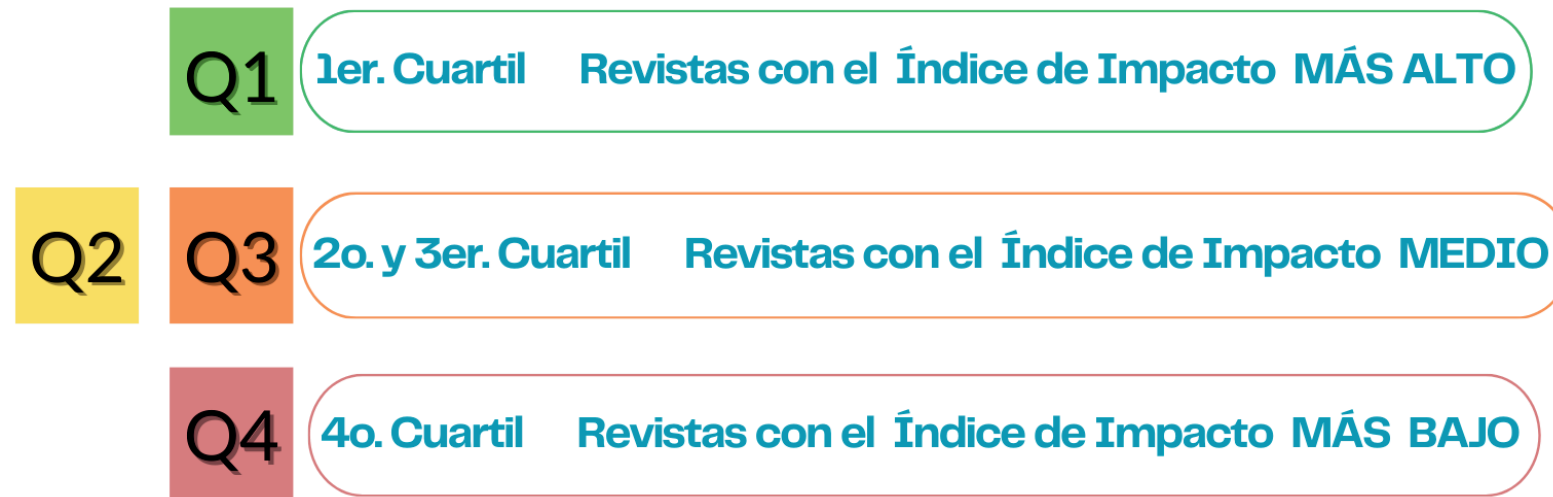 Q1 1er. Cuartil Revistas con el Índice de Impacto MÁS ALTO
Q2 Q3 2o. y 3er. Cuartil Revistas con el Índice de Impacto MEDIO
Q4 4o. Cuartil Revistas con el Índice de Impacto MÁS BAJO